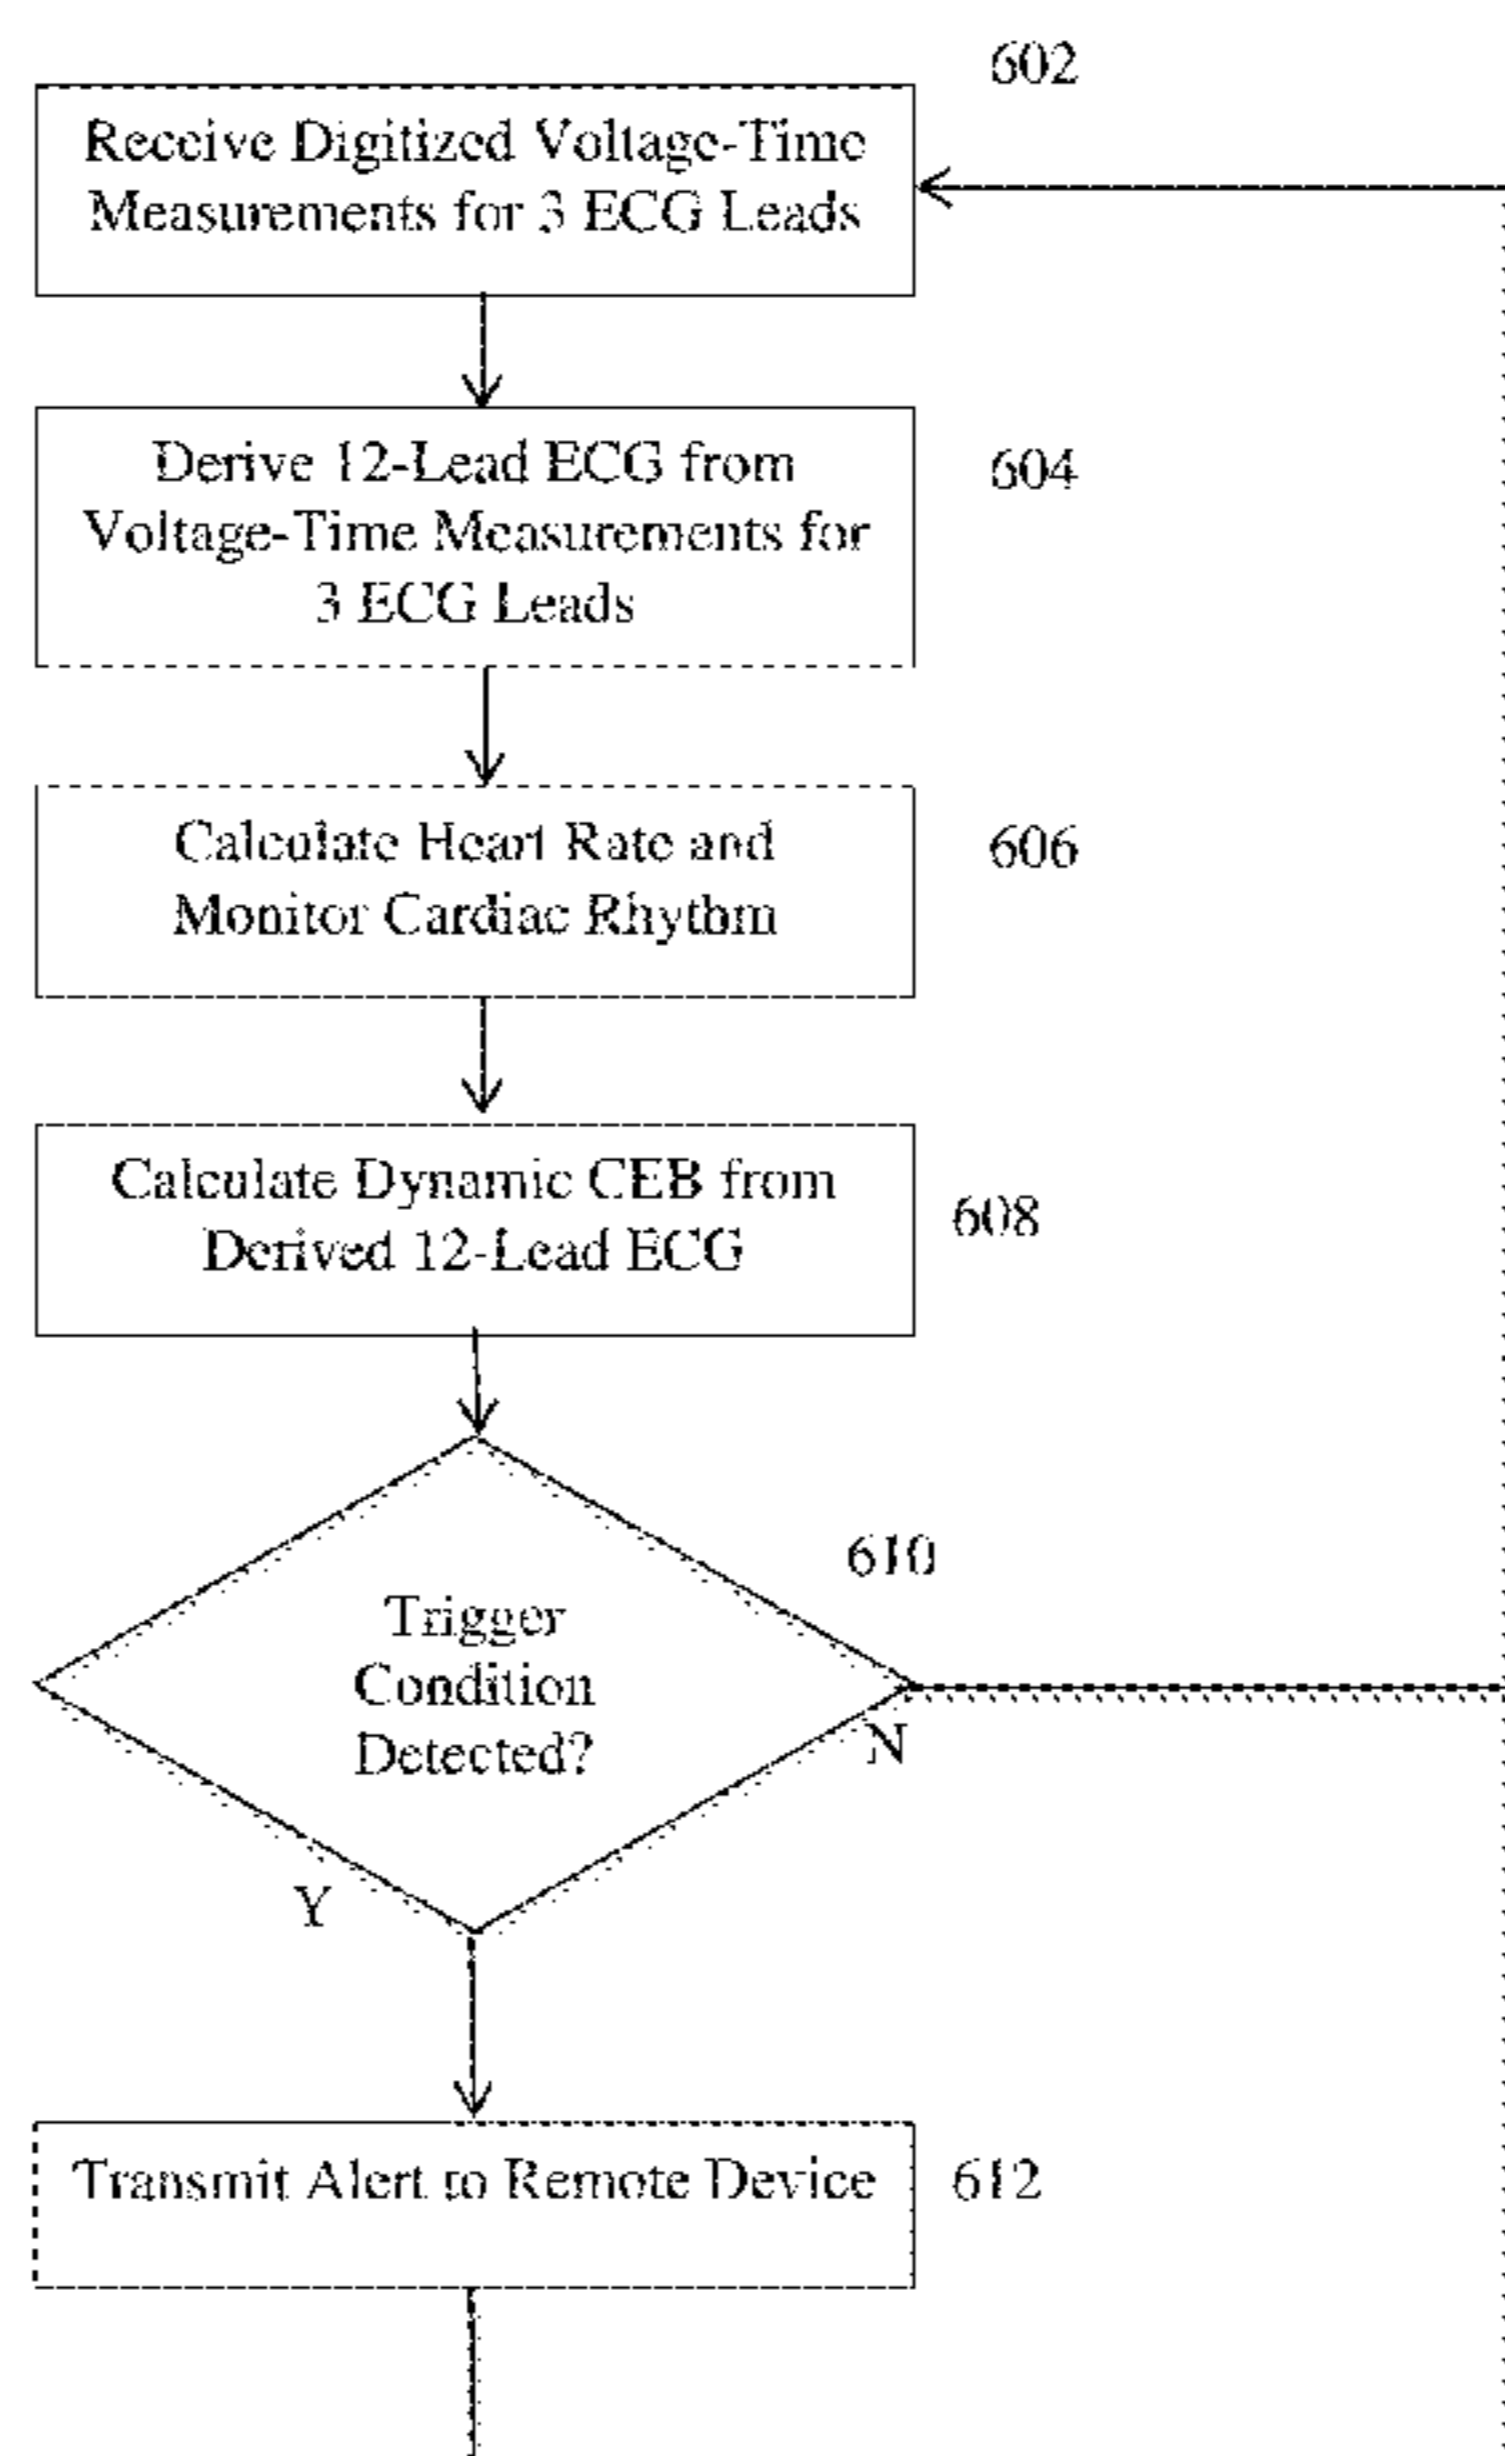 602
Receive Digitized Voltage-Time
Measurements for 3 ECG Leads
Derive 12-Lead ECG from
Voltage-Time Measurements for
3 ECG Leads
604
Calculate Heart Rate and
Monitor Cardiac Rhythm
606
Calculate Dynamic CEB from
Derived 12-Lead ECG
608
610
Trigger
Condition
Detected?
N
Y
Transmit Alert to Remote Device
612